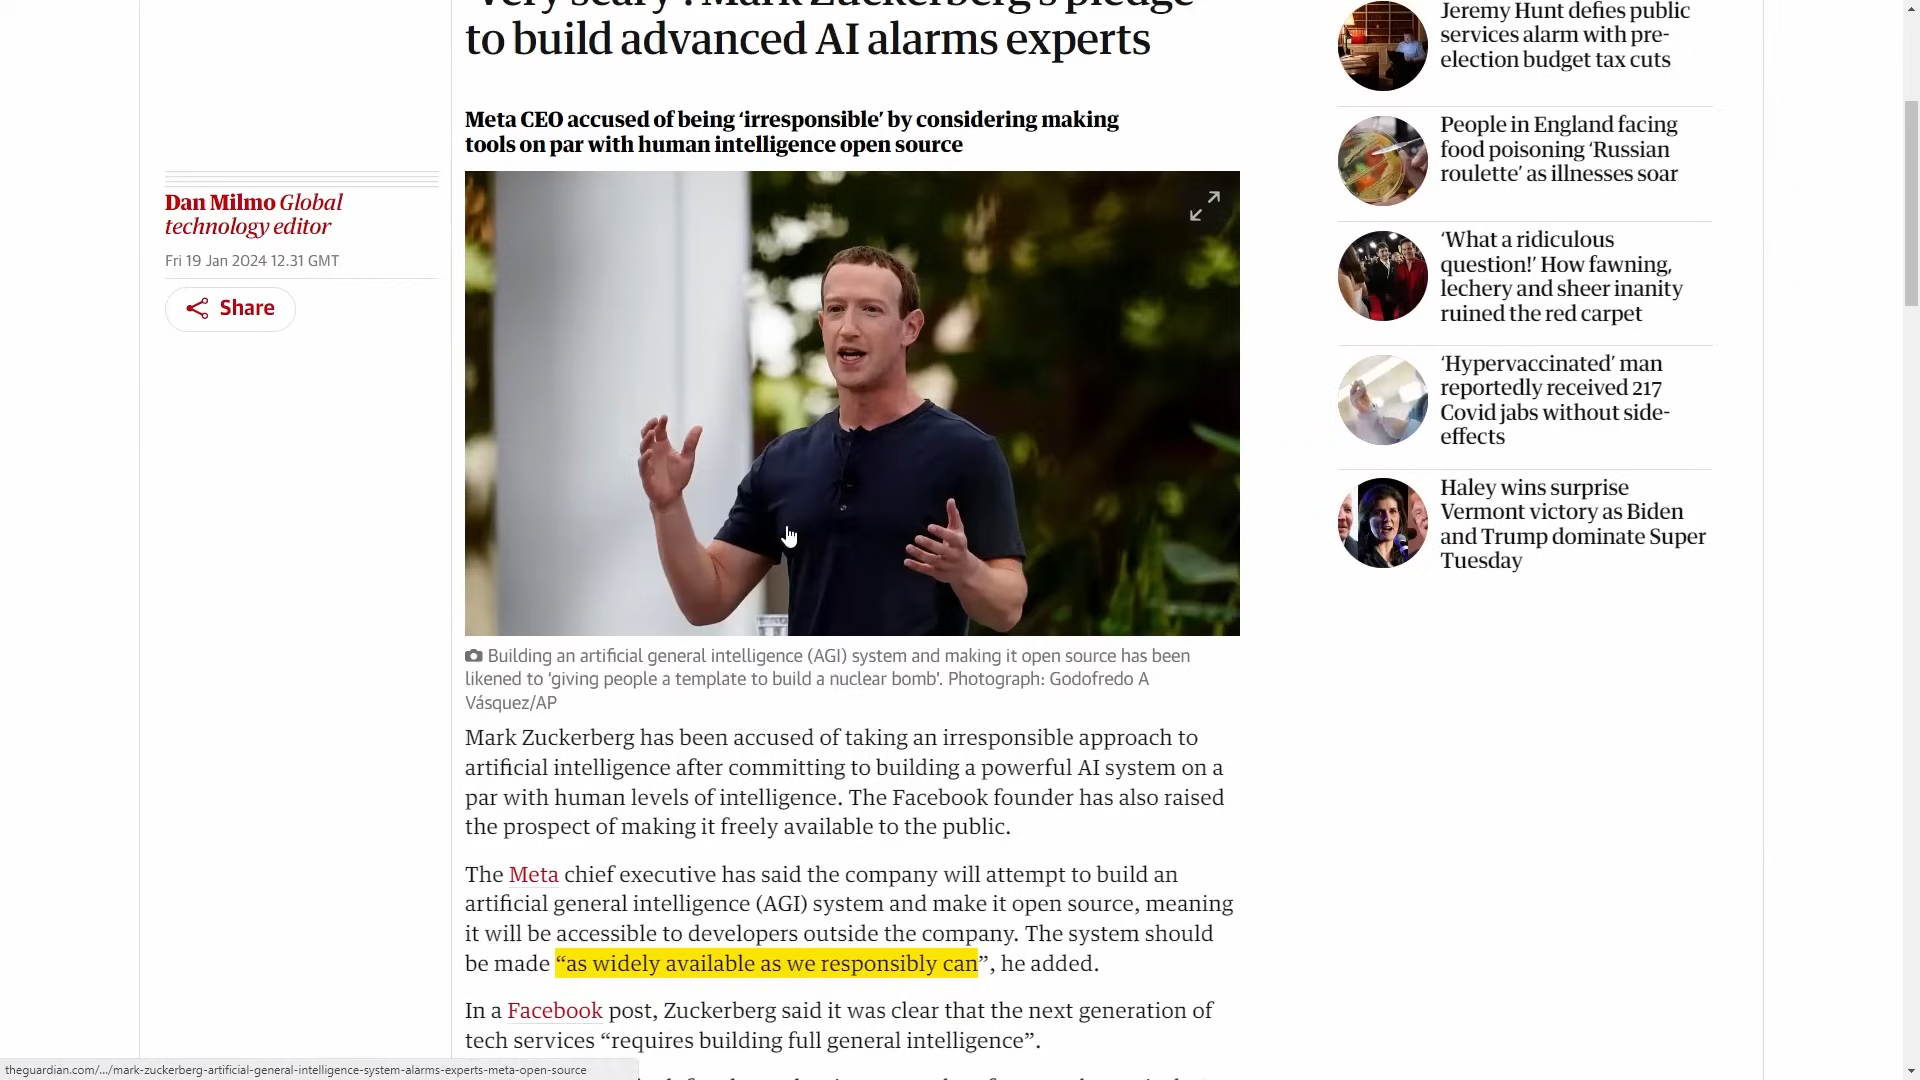 'Very scary': Mark Zuckerberg's pledge
to build advanced AI alarms experts
Meta CEO accused of being ‘irresponsible’ by considering making
tools on par with human intelligence open source
Dan Milmo Global
technology editor
Fri 19 Jan 2024 12.31 GMT
Share
Building an artificial general intelligence (AGI) system and making it open source has been
likened to ‘giving people a template to build a nuclear bomb’. Photograph: Godofredo A
Vásquez/AP
Mark Zuckerberg has been accused of taking an irresponsible approach to
artificial intelligence after committing to building a powerful AI system on a
par with human levels of intelligence. The Facebook founder has also raised
the prospect of making it freely available to the public.
The Meta chief executive has said the company will attempt to build an
artificial general intelligence (AGI) system and make it open source, meaning
it will be accessible to developers outside the company. The system should
be made “as widely available as we responsibly can”, he added.
In a Facebook post, Zuckerberg said it was clear that the next generation of
tech services “requires building full general intelligence”.
Jeremy Hunt defies public
services alarm with pre-
election budget tax cuts
People in England facing
food poisoning ‘Russian
roulette’ as illnesses soar
‘What a ridiculous
question!’ How fawning,
lechery and sheer inanity
ruined the red carpet
‘Hypervaccinated’ man
reportedly received 217
Covid jabs without side-
effects
Haley wins surprise
Vermont victory as Biden
and Trump dominate Super
Tuesday
theguardian.com/.../mark-zuckerberg-artificial-general-intelligence-system-alarms-experts-meta-open-source